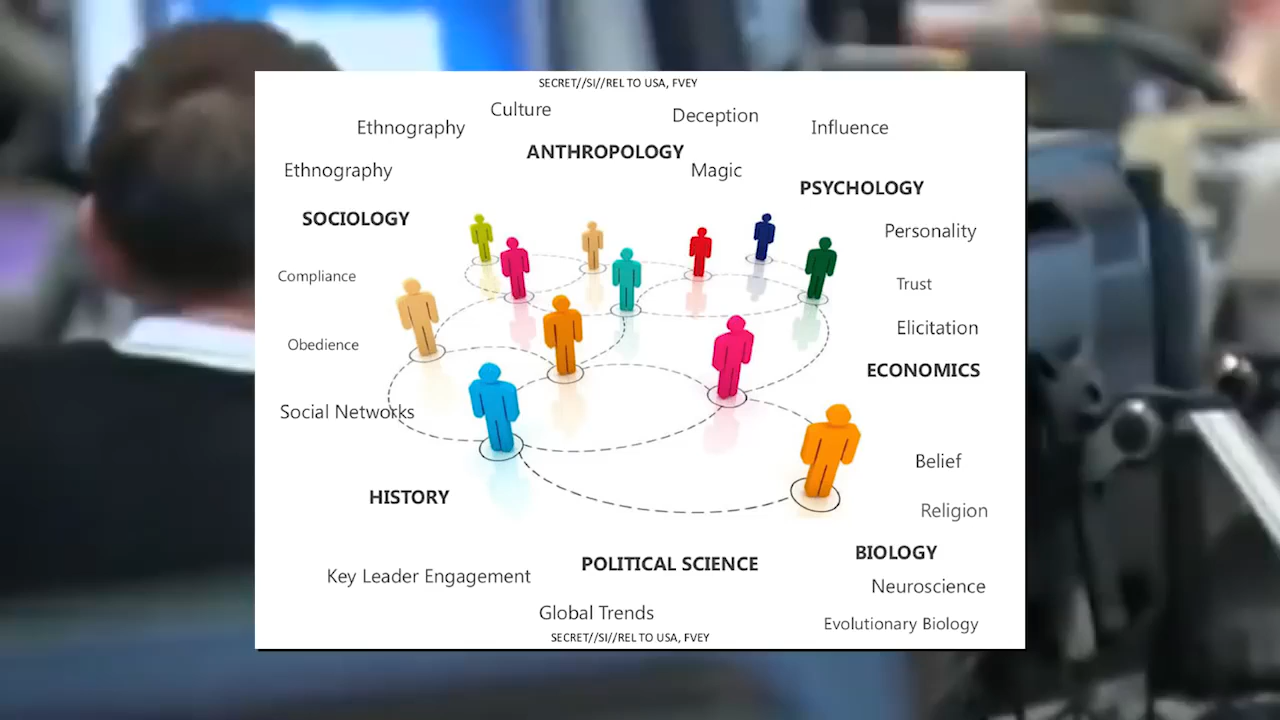 SECRET//SI//REL TO USA, FVEY
Culture
Deception
Ethnography
Influence
ANTHROPOLOGY
Ethnography
Magic
PSYCHOLOGY
SOCIOLOGY
Personality
Compliance
Trust
Elicitation
Obedience
ECONOMICS
Social Networks
Belief
HISTORY
Religion
BIOLOGY
POLITICAL SCIENCE
Key Leader Engagement
Neuroscience
Global Trends
Evolutionary Biology
SECRET//SI//REL TO USA, FVEY